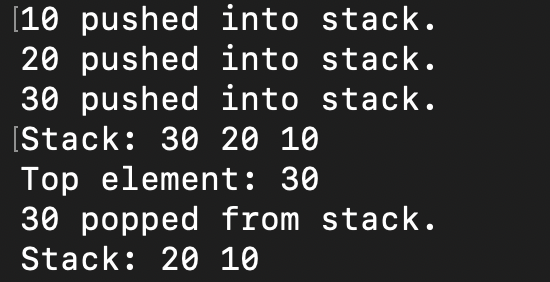 10 pushed into stack.
20 pushed into stack.
30 pushed into stack.
Stack: 30 20 10
Top element: 30
30 popped from stack.
Stack: 20 10